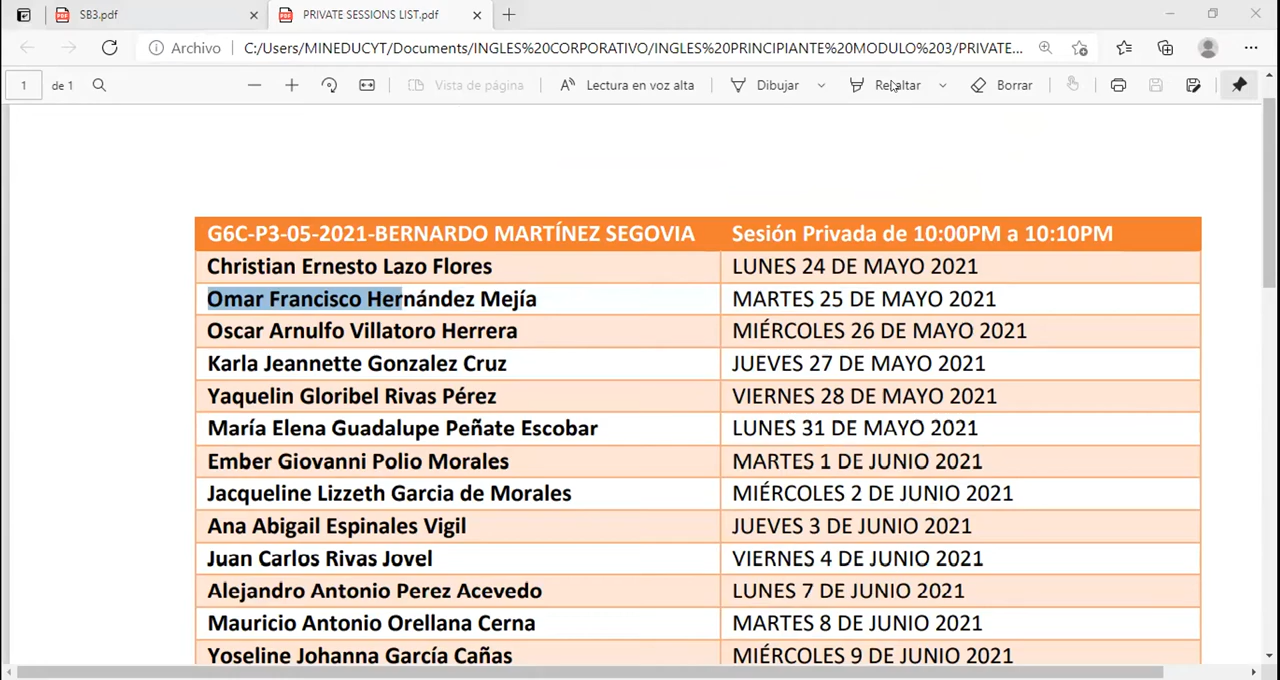 SB3.pdf
PRIVATE SESSIONS LIST.pdf
Archivo C:/Users/MINEDUCYT/Documents/INGLES%20CORPORATIVO/INGLES%20PRINCIPIANTE%20MODULO%203/PRIVATE...
1 de 1 Vista de página Lectura en voz alta Dibujar Resaltar Borrar
G6C-P3-05-2021-BERNARDO MARTÍNEZ SEGOVIA Sesión Privada de 10:00PM a 10:10PM
Christian Ernesto Lazo Flores LUNES 24 DE MAYO 2021
Omar Francisco Hernández Mejía MARTES 25 DE MAYO 2021
Oscar Arnulfo Villatoro Herrera MIÉRCOLES 26 DE MAYO 2021
Karla Jeannette Gonzalez Cruz JUEVES 27 DE MAYO 2021
Yaquelin Gloribel Rivas Pérez VIERNES 28 DE MAYO 2021
María Elena Guadalupe Peñate Escobar LUNES 31 DE MAYO 2021
Ember Giovanni Polio Morales MARTES 1 DE JUNIO 2021
Jacqueline Lizzeth Garcia de Morales MIÉRCOLES 2 DE JUNIO 2021
Ana Abigail Espinales Vigil JUEVES 3 DE JUNIO 2021
Juan Carlos Rivas Jovel VIERNES 4 DE JUNIO 2021
Alejandro Antonio Perez Acevedo LUNES 7 DE JUNIO 2021
Mauricio Antonio Orellana Cerna MARTES 8 DE JUNIO 2021
Yoseline Johanna García Cañas MIÉRCOLES 9 DE JUNIO 2021